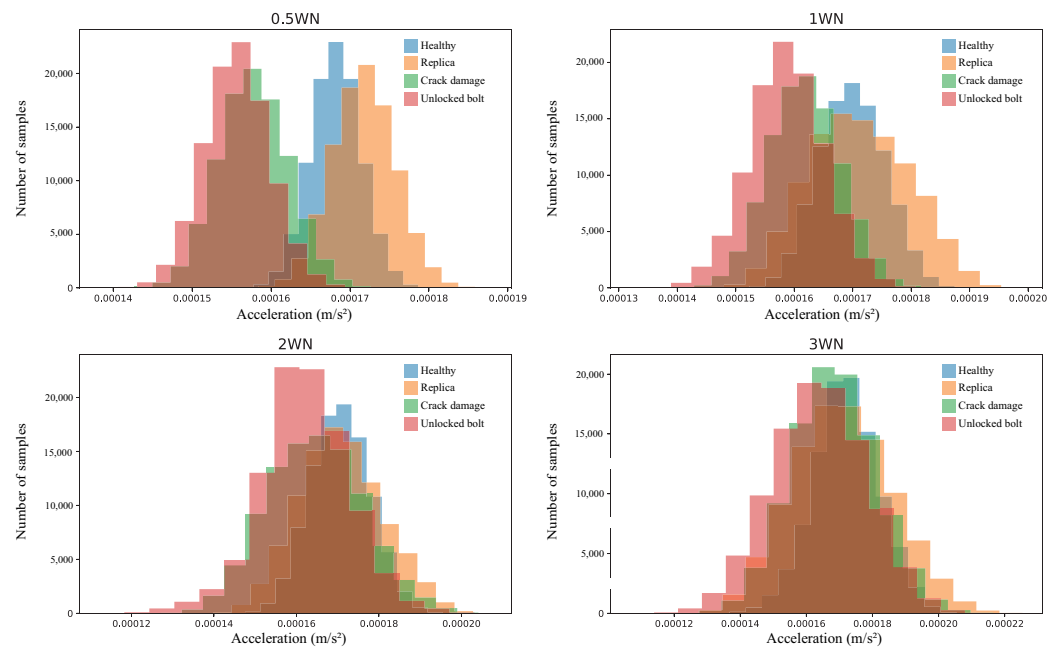 0.5WN
Number of samples
20,000
15,000
10,000
5,000
0
Healthy
Replica
Crack damage
Unlocked bolt
0.00014 0.00015 0.00016 0.00017 0.00018 0.00019
Acceleration (m/s²)
1WN
Number of samples
20,000
15,000
10,000
5,000
0
Healthy
Replica
Crack damage
Unlocked bolt
0.00013 0.00014 0.00015 0.00016 0.00017 0.00018 0.00019 0.00020
Acceleration (m/s²)
2WN
Number of samples
20,000
15,000
10,000
5,000
0
Healthy
Replica
Crack damage
Unlocked bolt
0.00012 0.00014 0.00016 0.00018 0.00020
Acceleration (m/s²)
3WN
Number of samples
20,000
15,000
10,000
5,000
0
Healthy
Replica
Crack damage
Unlocked bolt
0.00012 0.00014 0.00016 0.00018 0.00020 0.00022
Acceleration (m/s²)